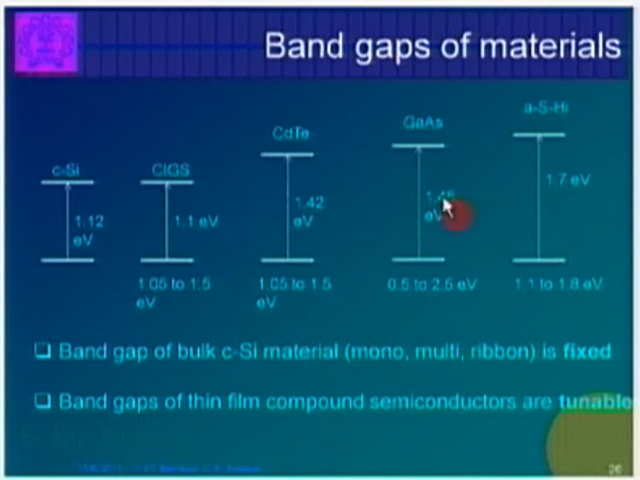 Band gaps of materials
c-Si
CIGS
CdTe
GaAs
a-S-Hi
1.12
eV
1.1 eV
1.42
eV
eV
1.7 eV
1.05 to 1.5
eV
1.05 to 1.5
eV
0.5 to 2.5 eV
1.1 to 1.8 eV
❑ Band gap of bulk c-Si material (mono, multi, ribbon) is fixed
❑ Band gaps of thin film compound semiconductors are tunable
26